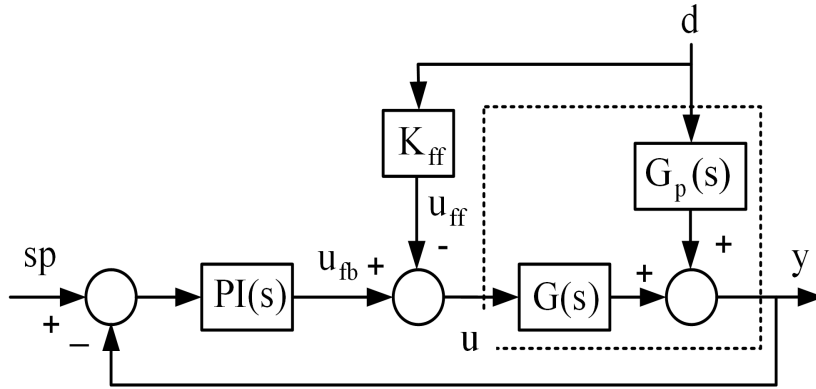 d
K_ff
G_p(s)
u_ff
-
+
sp
u_fb
+
+
y
PI(s)
G(s)
+
–
u